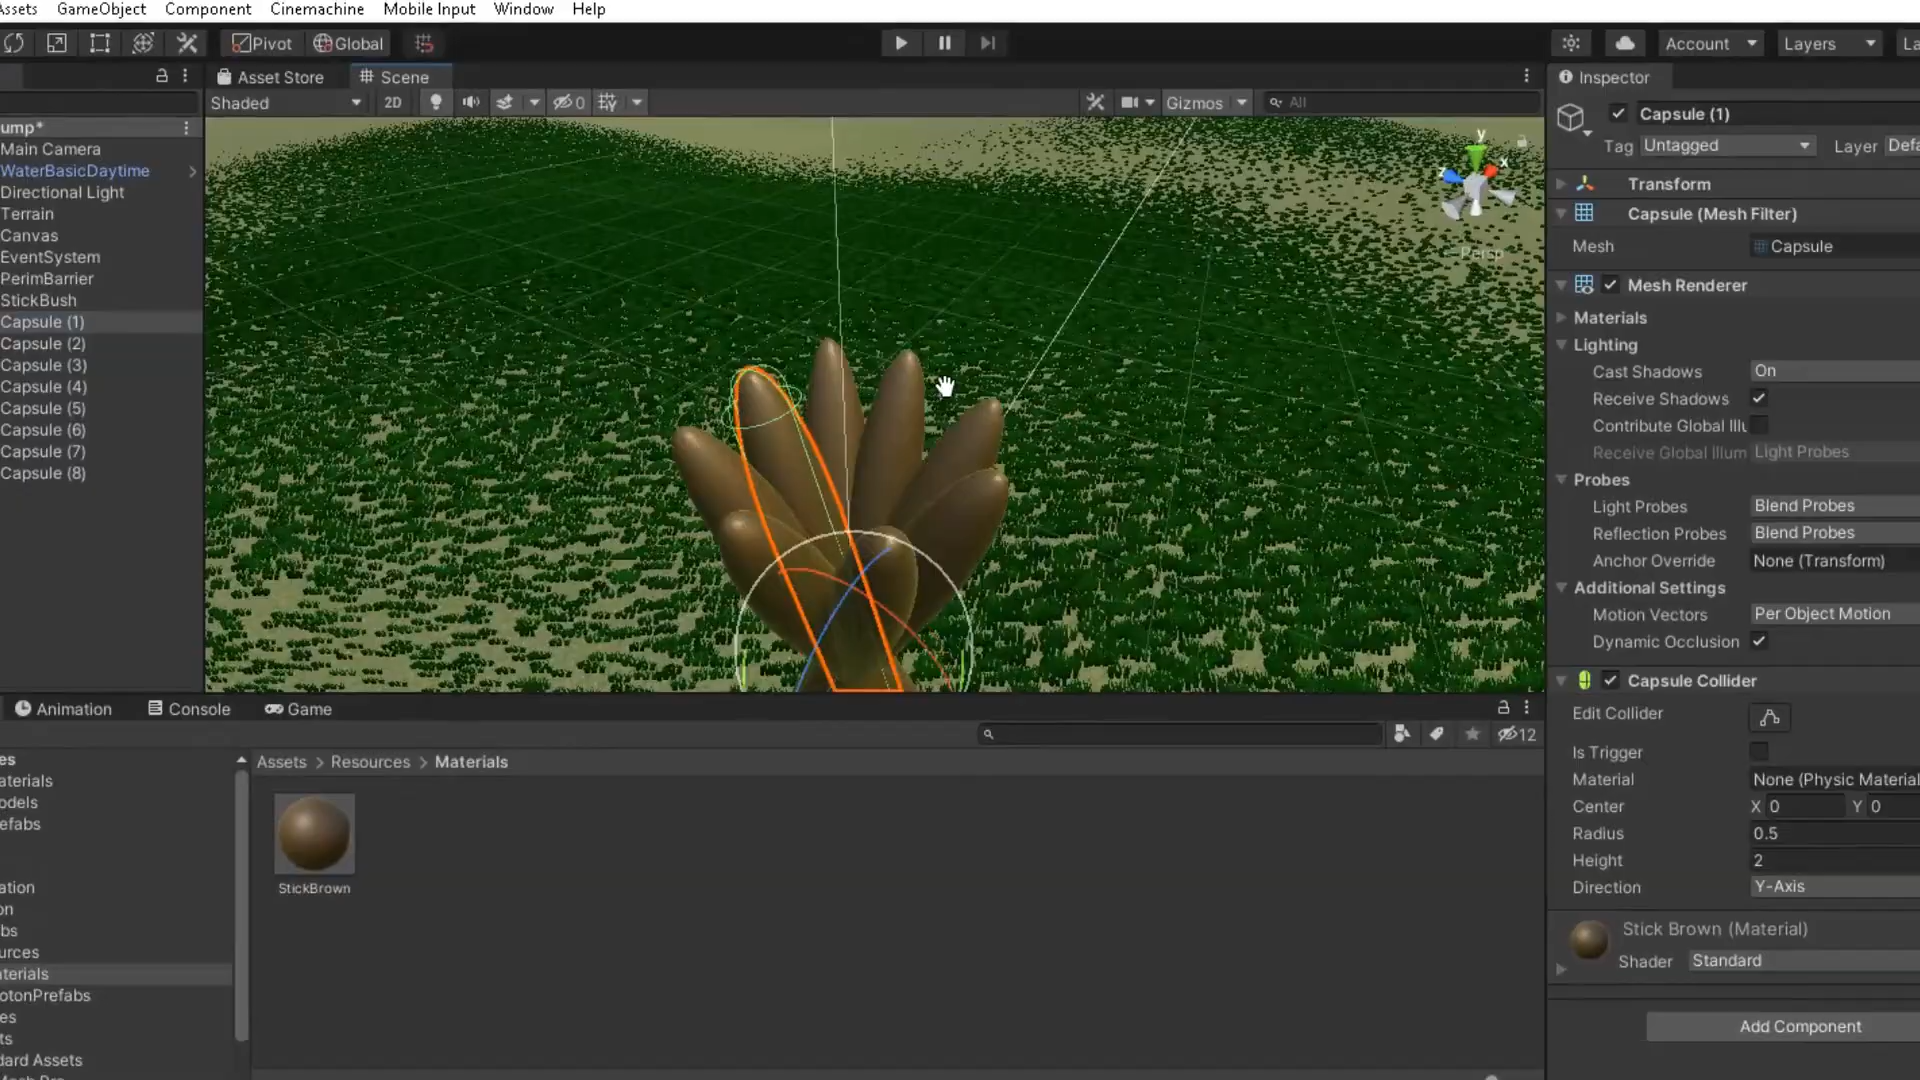 Assets GameObject Component Cinemachine Mobile Input Window Help
Pivot Global Account Layers La
Asset Store Scene Inspector
Shaded 2D 0 Gizmos All
Capsule (1)
Tag Untagged Layer Defa
ump*
Main Camera
WaterBasicDaytime
Directional Light
Terrain
Canvas
EventSystem
PerimBarrier
StickBush
Capsule (1)
Capsule (2)
Capsule (3)
Capsule (4)
Capsule (5)
Capsule (6)
Capsule (7)
Capsule (8)
y
x
z
Persp
Transform
Capsule (Mesh Filter)
Mesh Capsule
Mesh Renderer
Materials
Lighting
Cast Shadows On
Receive Shadows
Contribute Global Illu
Receive Global Illum Light Probes
Probes
Light Probes Blend Probes
Reflection Probes Blend Probes
Anchor Override None (Transform)
Additional Settings
Motion Vectors Per Object Motion
Dynamic Occlusion
Capsule Collider
Edit Collider
Is Trigger
Material None (Physic Material
Center X 0 Y 0
Radius 0.5
Height 2
Direction Y-Axis
Stick Brown (Material)
Shader Standard
Add Component
Animation Console Game
12
Assets > Resources > Materials
StickBrown
es
aterials
odels
efabs
ation
on
bs
urces
aterials
otonPrefabs
es
ts
dard Assets